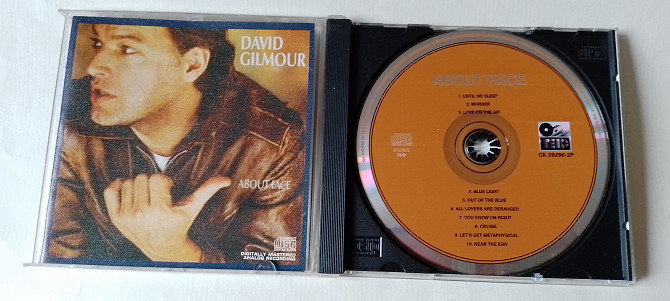 DAVID
GILMOUR
ABOUT FACE
DIGITALLY MASTERED
ANALOG RECORDING
ABOUT FACE
1. UNTIL WE SLEEP
2. MURDER
3. LOVE ON THE AIR
CK 39296-2P
4. BLUE LIGHT
5. OUT OF THE BLUE
6. ALL LOVERS ARE DERANGED
7. YOU KNOW I'M RIGHT
8. CRUISE
9. LET'S GET METAPHYSICAL
10. NEAR THE END